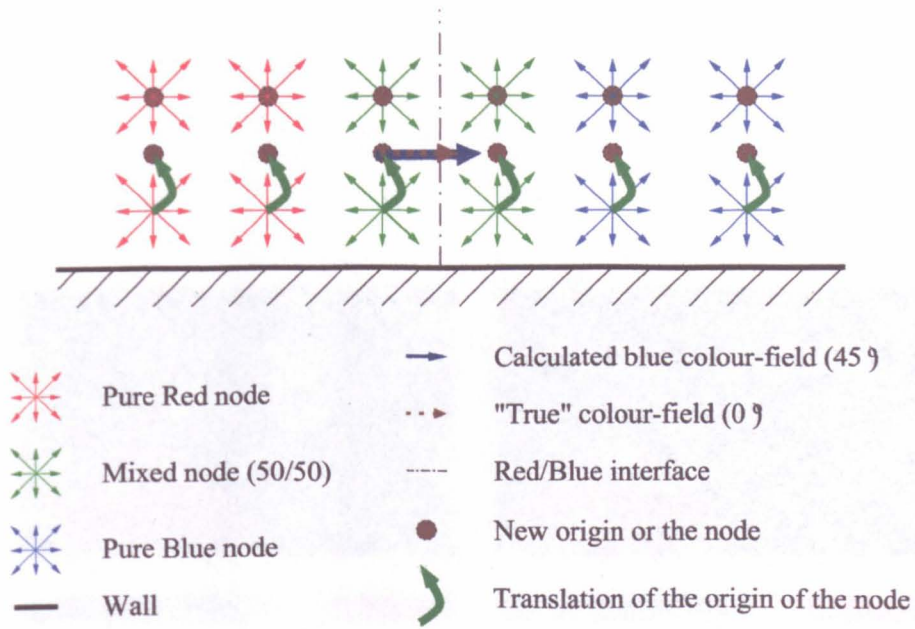 Calculated blue colour-field (45°)
Pure Red node
"True" colour-field (0°)
Mixed node (50/50)
Red/Blue interface
Pure Blue node
New origin or the node
Wall
Translation of the origin of the node